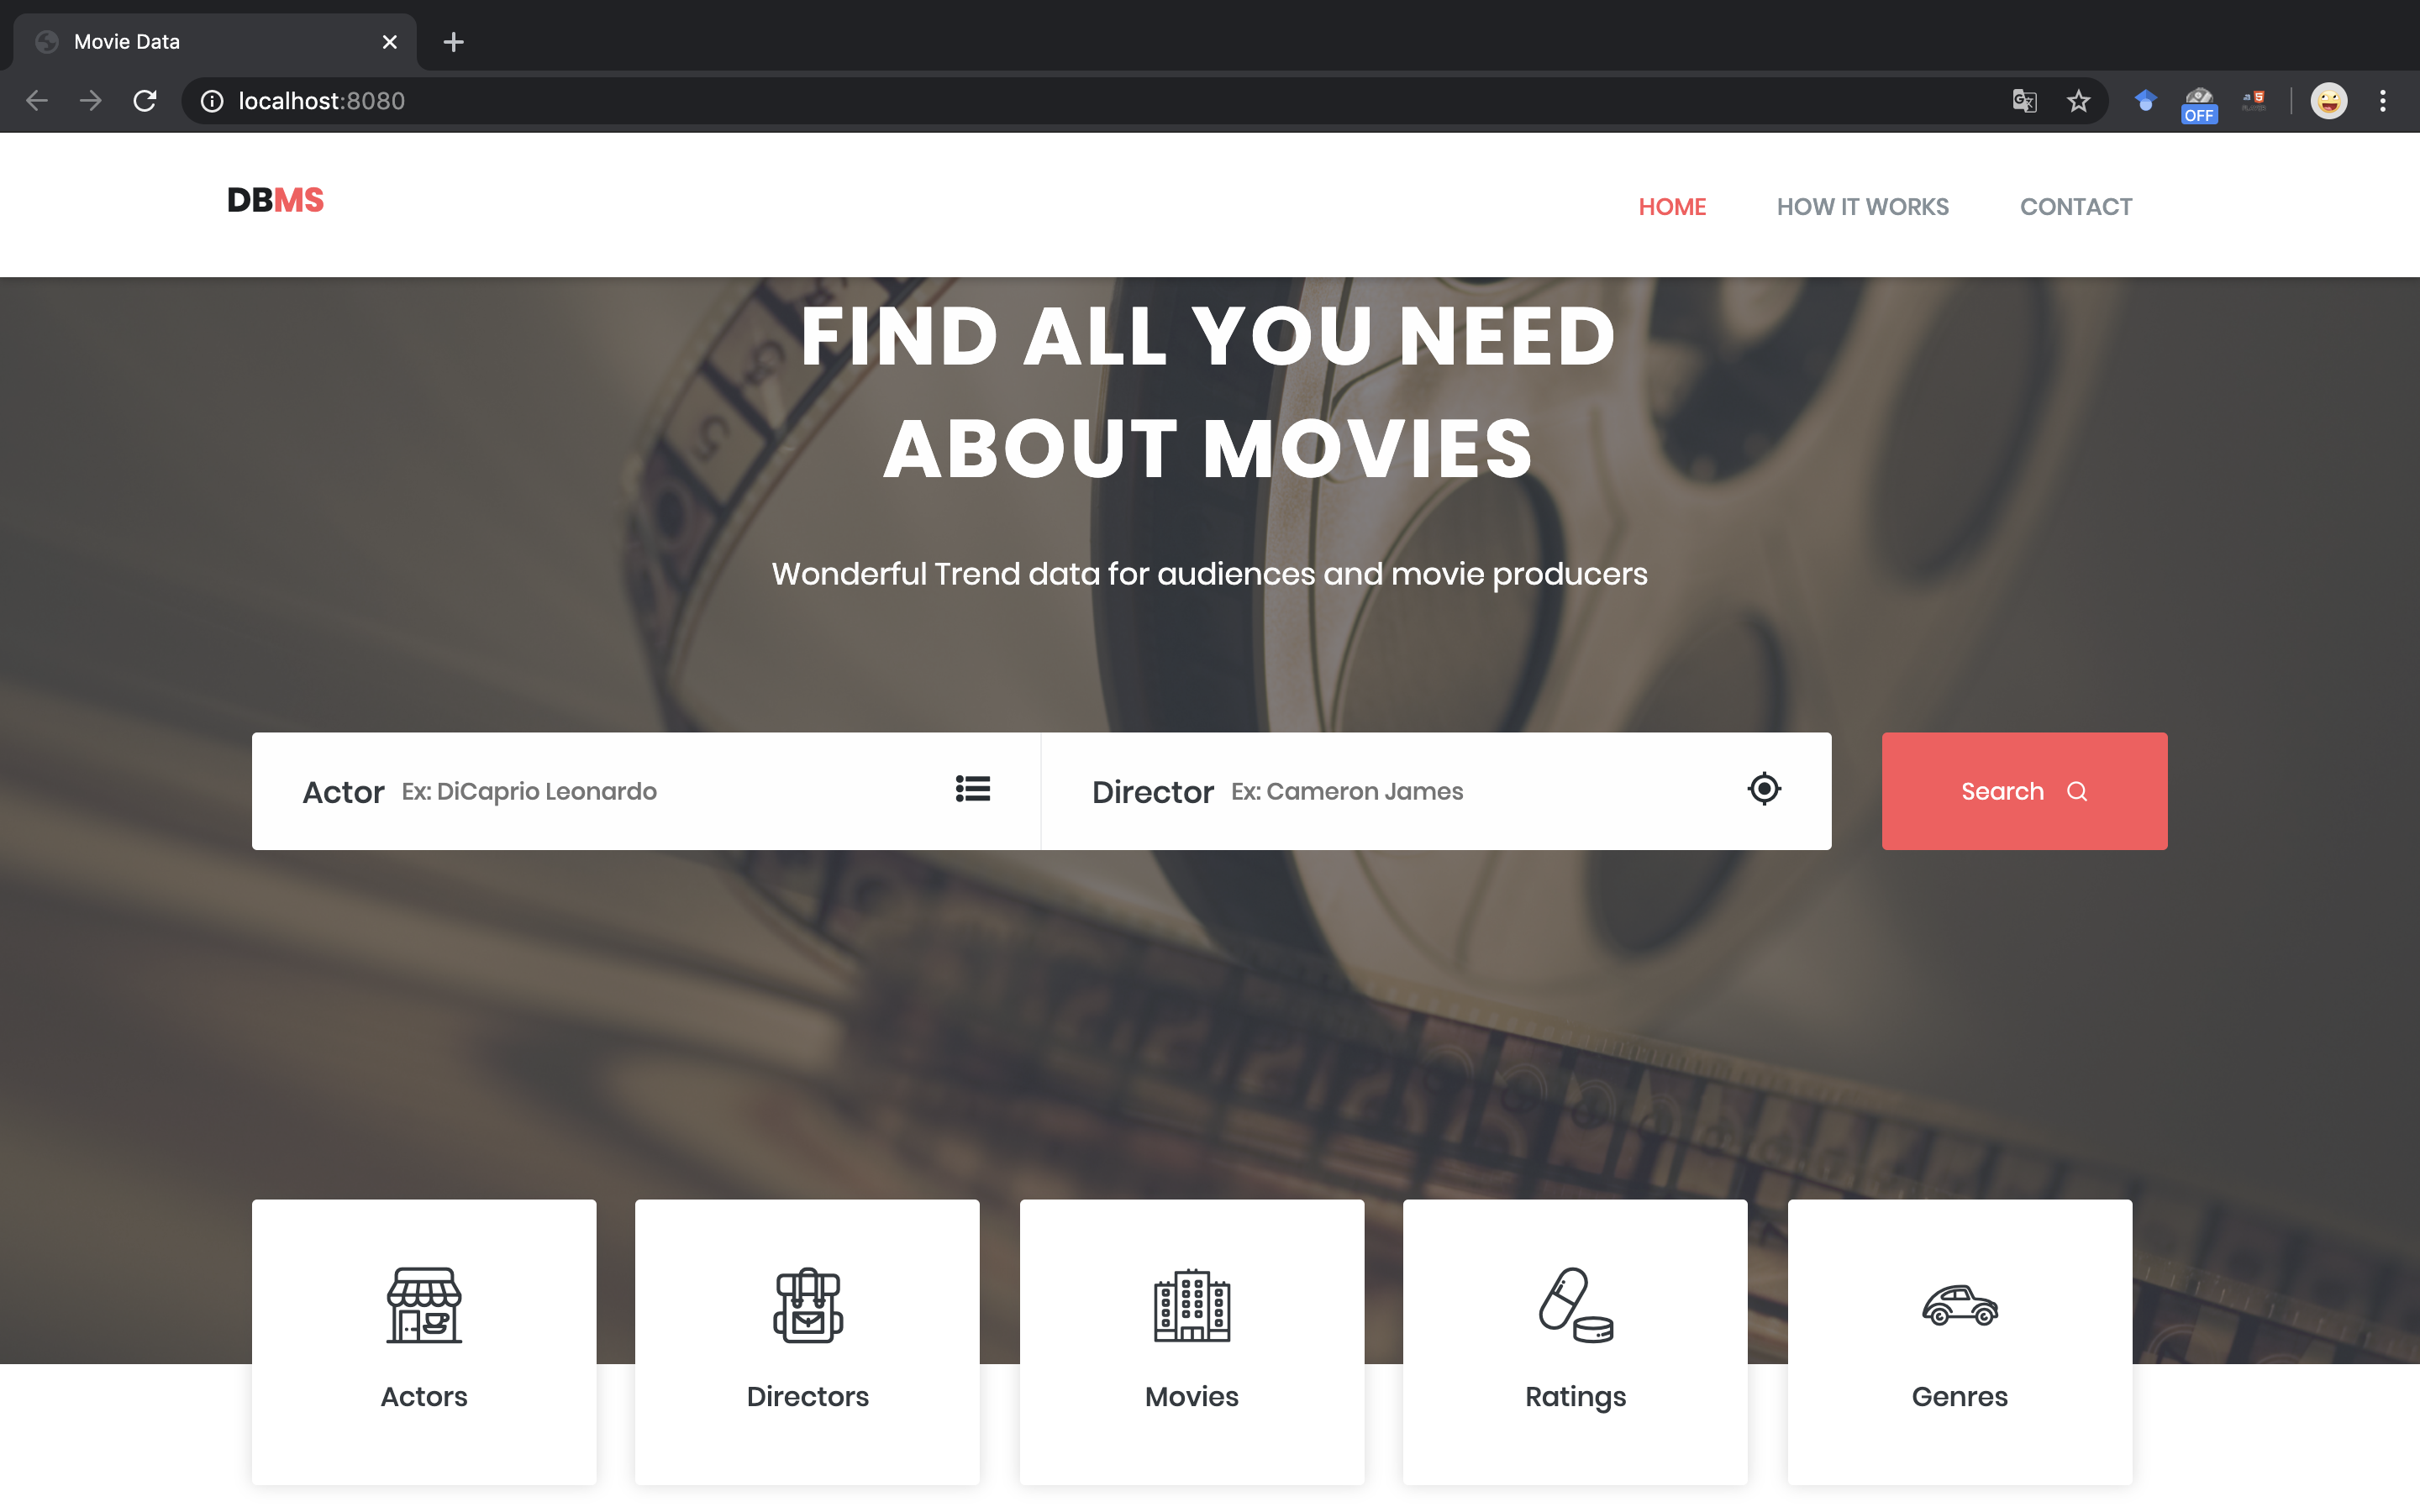 Movie Data
localhost:8080
OFF
DBMS
HOME HOW IT WORKS CONTACT
FIND ALL YOU NEED
ABOUT MOVIES
Wonderful Trend data for audiences and movie producers
Actor Ex: DiCaprio Leonardo Director Ex: Cameron James Search
Actors Directors Movies Ratings Genres